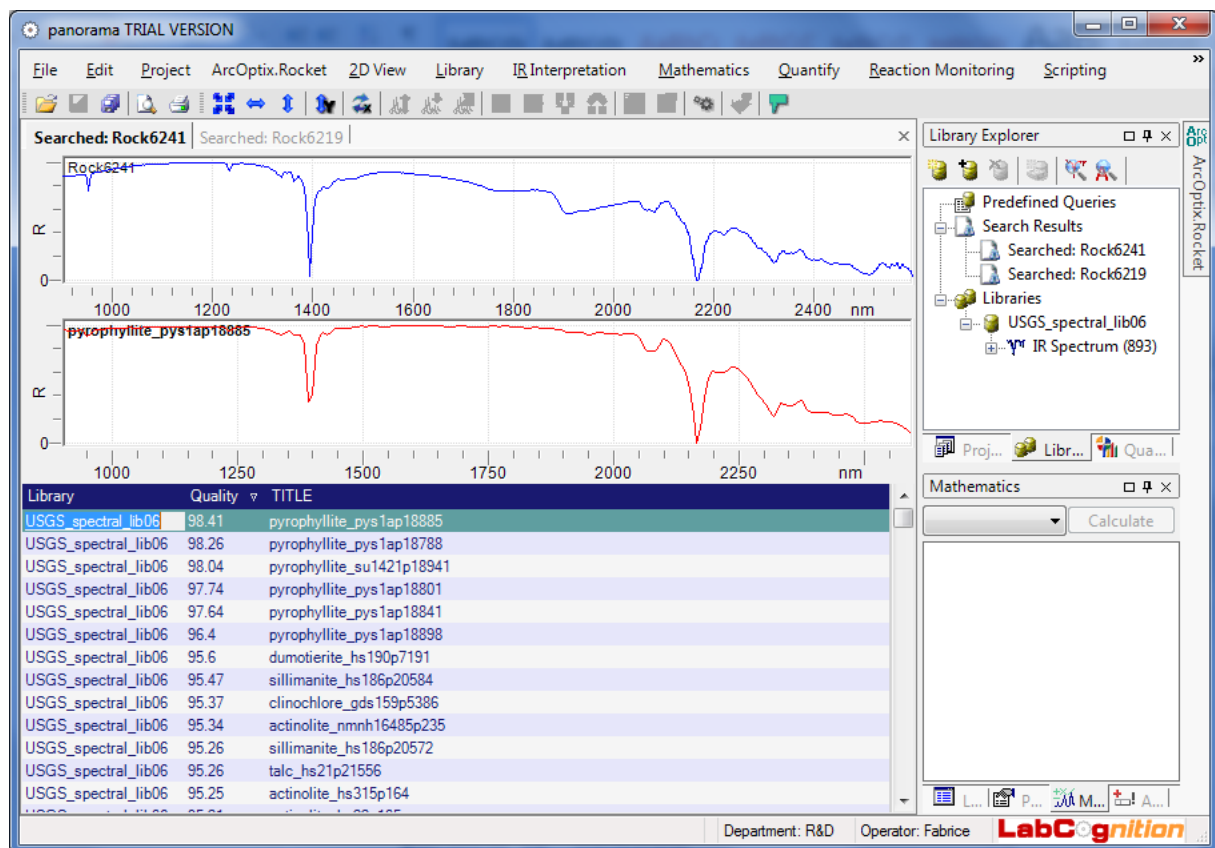 panorama TRIAL VERSION
File Edit Project ArcOptix.Rocket 2D View Library IR Interpretation Mathematics Quantify Reaction Monitoring Scripting »
Searched: Rock6241 Searched: Rock6219
Rock6241
R
0
1000 1200 1400 1600 1800 2000 2200 2400 nm
pyrophyllite_pys1ap18885
R
0
1000 1250 1500 1750 2000 2250 nm
Library Quality TITLE
USGS_spectral_lib06 98.41 pyrophyllite_pys1ap18885
USGS_spectral_lib06 98.26 pyrophyllite_pys1ap18788
USGS_spectral_lib06 98.04 pyrophyllite_su1421p18941
USGS_spectral_lib06 97.74 pyrophyllite_pys1ap18801
USGS_spectral_lib06 97.64 pyrophyllite_pys1ap18841
USGS_spectral_lib06 96.4 pyrophyllite_pys1ap18898
USGS_spectral_lib06 95.6 dumotierite_hs190p7191
USGS_spectral_lib06 95.47 sillimanite_hs186p20584
USGS_spectral_lib06 95.37 clinochlore_gds159p5386
USGS_spectral_lib06 95.34 actinolite_nmnh16485p235
USGS_spectral_lib06 95.26 sillimanite_hs186p20572
USGS_spectral_lib06 95.26 talc_hs21p21556
USGS_spectral_lib06 95.25 actinolite_hs315p164
Library Explorer
Predefined Queries
Search Results
Searched: Rock6241
Searched: Rock6219
Libraries
USGS_spectral_lib06
IR Spectrum (893)
Proj... Libr... Qua...
Mathematics
Calculate
L... P... M... A...
ArcOptix.Rocket
Department: R&D Operator: Fabrice LabCognition